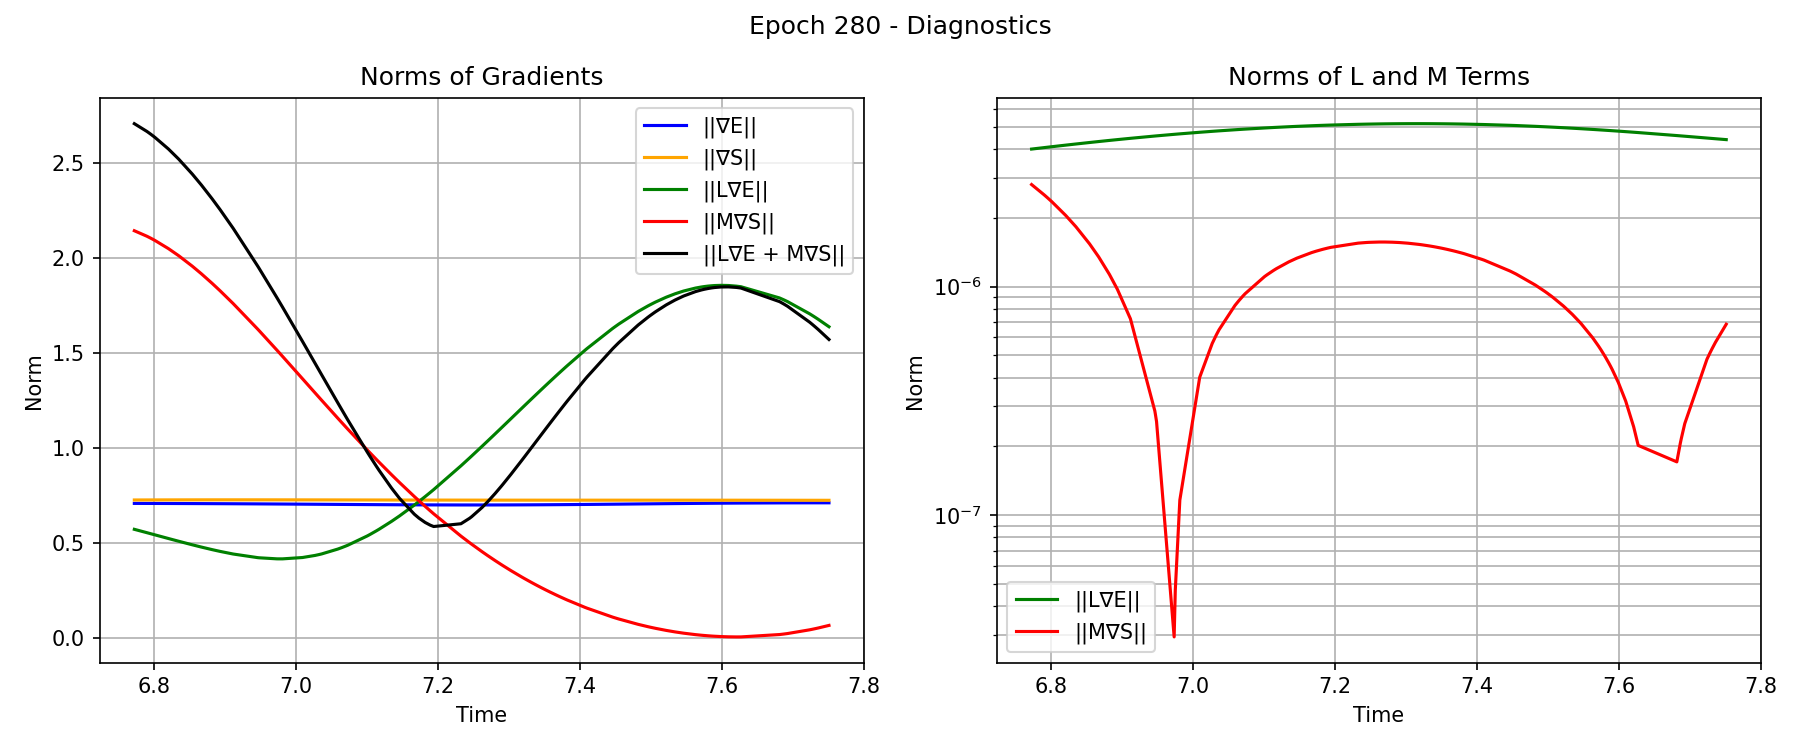 Epoch 280 - Diagnostics
Norms of Gradients
Norm
2.5
2.0
1.5
1.0
0.5
0.0
6.8 7.0 7.2 7.4 7.6 7.8
Time
||∇E||
||∇S||
||L∇E||
||M∇S||
||L∇E + M∇S||
Norms of L and M Terms
Norm
10⁻⁶
10⁻⁷
6.8 7.0 7.2 7.4 7.6 7.8
Time
||L∇E||
||M∇S||